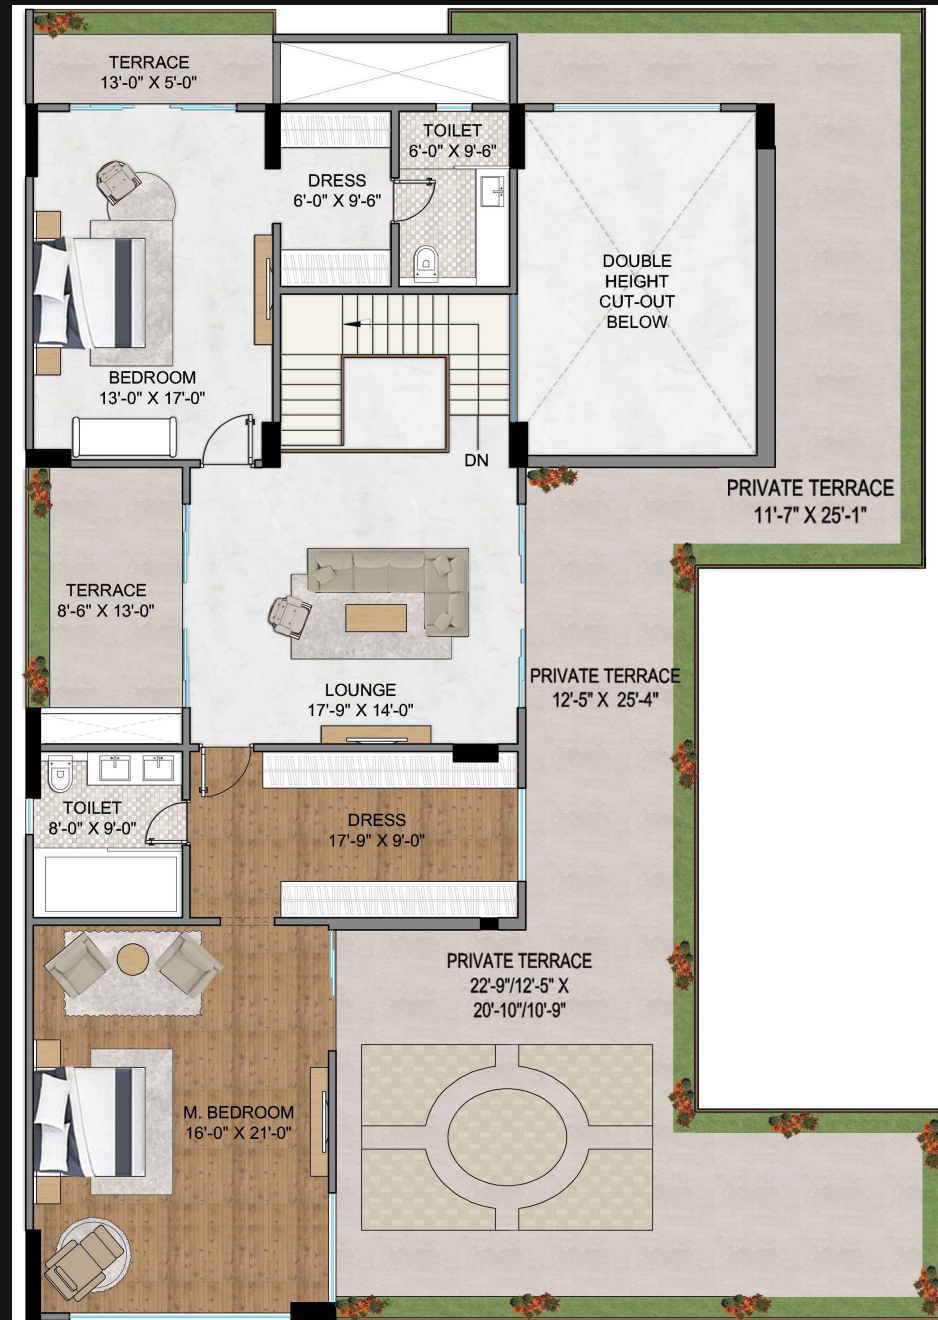 TERRACE
13'-0" X 5'-0"
TOILET
6'-0" X 9'-6"
DRESS
6'-0" X 9'-6"
DOUBLE
HEIGHT
CUT-OUT
BELOW
BEDROOM
13'-0" X 17'-0"
DN
PRIVATE TERRACE
11'-7" X 25'-1"
TERRACE
8'-6" X 13'-0"
PRIVATE TERRACE
12'-5" X 25'-4"
LOUNGE
17'-9" X 14'-0"
TOILET
8'-0" X 9'-0"
DRESS
17'-9" X 9'-0"
PRIVATE TERRACE
22'-9"/12'-5" X
20'-10"/10'-9"
M. BEDROOM
16'-0" X 21'-0"